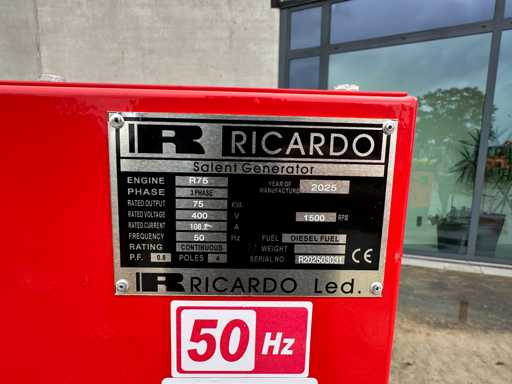 R RICARDO
Salent Generator
ENGINE R75 YEAR OF MANUFACTURE 2025
PHASE 3 PHASE
RATED OUTPUT 75 KVA
RATED VOLTAGE 400 V 1500 RPM
RATED CURRENT 108 A
FREQUENCY 50 Hz FUEL DIESEL FUEL
RATING CONTINUOUS WEIGHT CE
P.F. 0.8 POLES 4 SERIAL NO. R202503031
R RICARDO Led.
50 Hz